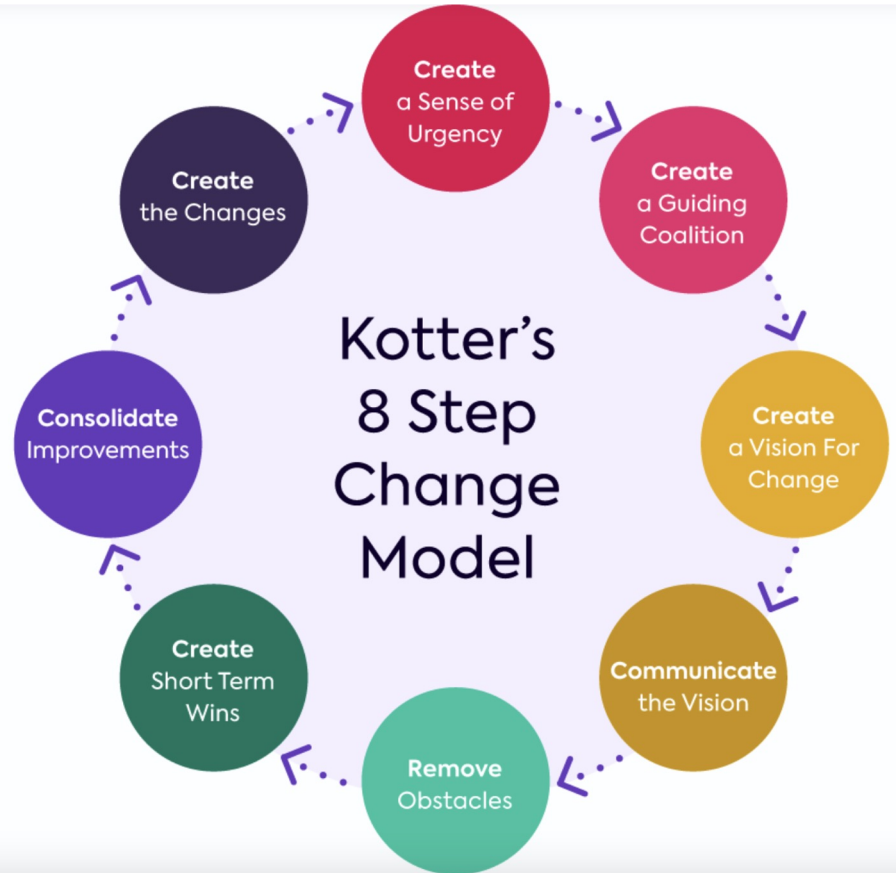 Kotter's
8 Step
Change
Model
Create
a Sense of
Urgency
Create
a Guiding
Coalition
Create
a Vision For
Change
Communicate
the Vision
Remove
Obstacles
Create
Short Term
Wins
Consolidate
Improvements
Create
the Changes